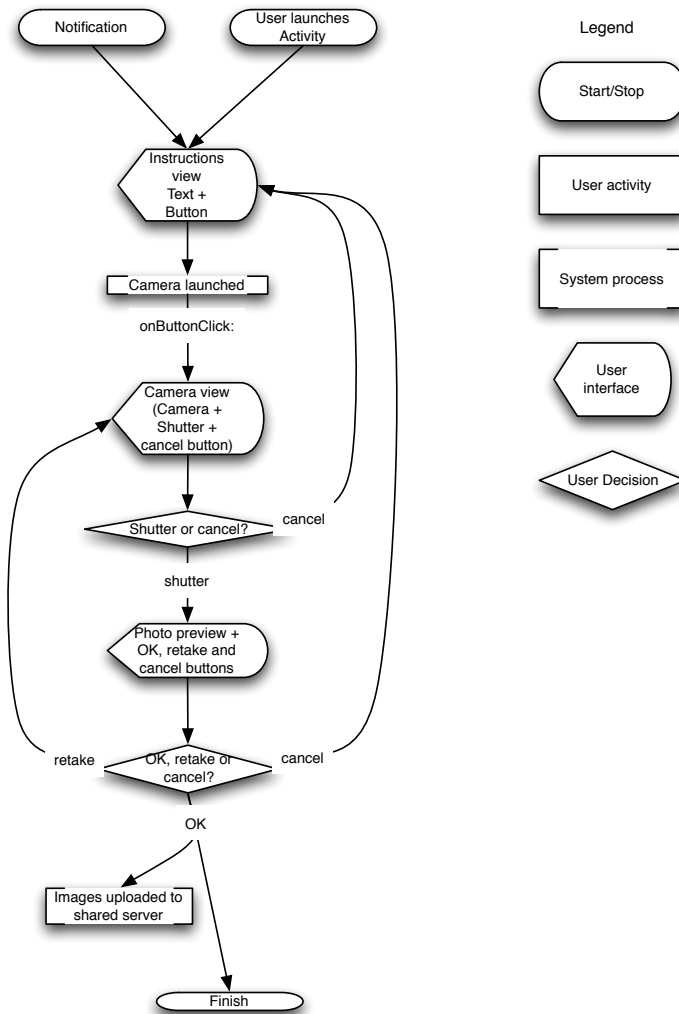 Notification
User launches
Activity
Instructions
view
Text +
Button
Camera launched
onButtonClick:
Camera view
(Camera +
Shutter +
cancel button)
Shutter or cancel?
cancel
shutter
Photo preview +
OK, retake and
cancel buttons
retake
OK, retake or
cancel?
cancel
OK
Images uploaded to
shared server
Finish
Legend
Start/Stop
User activity
System process
User
interface
User Decision